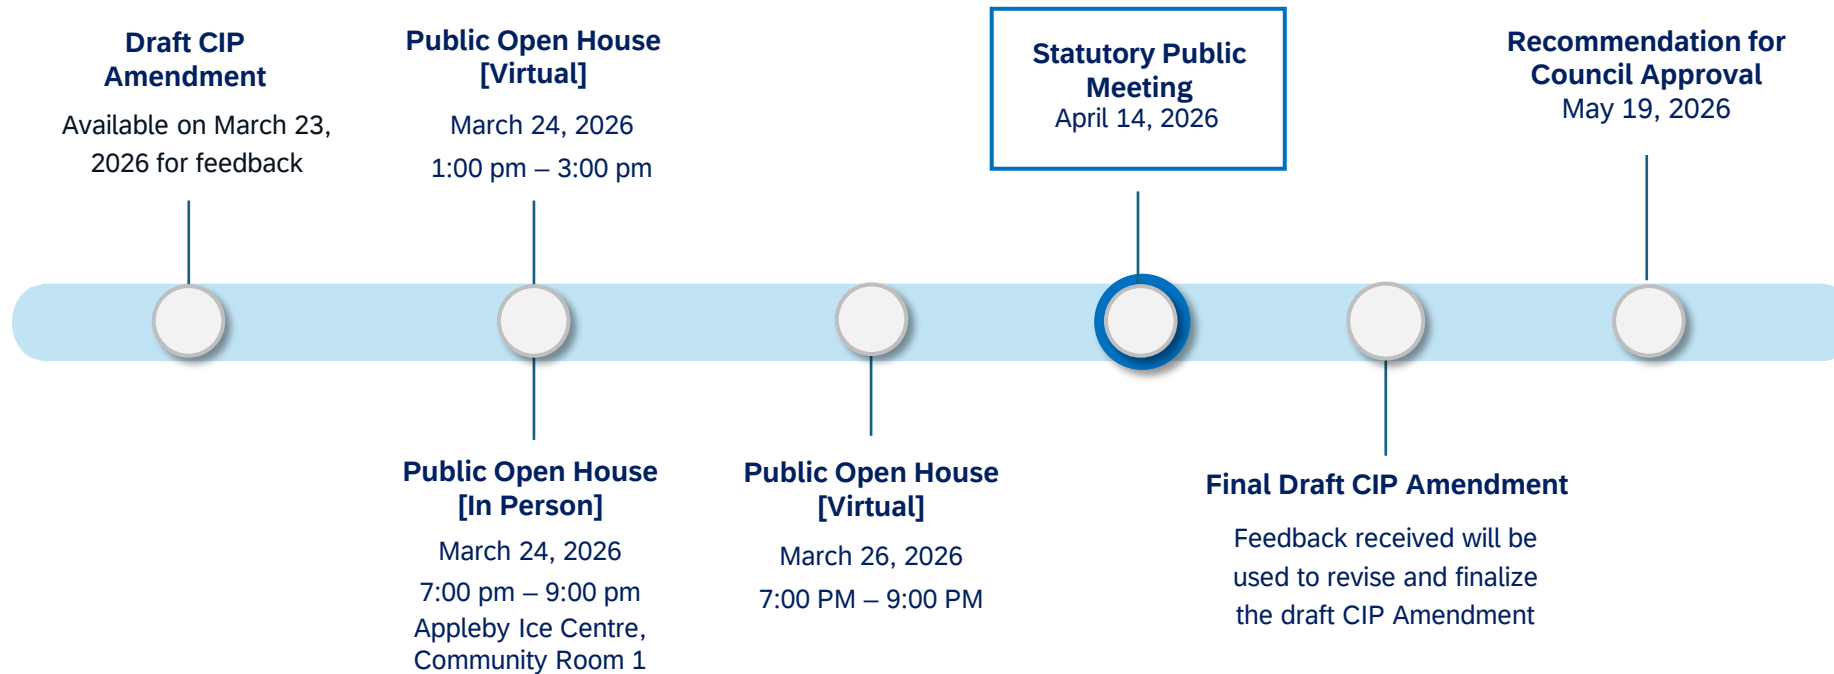 Draft CIP
Amendment
Available on March 23,
2026 for feedback
Public Open House
[Virtual]
March 24, 2026
1:00 pm – 3:00 pm
Statutory Public
Meeting
April 14, 2026
Recommendation for
Council Approval
May 19, 2026
Public Open House
[In Person]
March 24, 2026
7:00 pm – 9:00 pm
Appleby Ice Centre,
Community Room 1
Public Open House
[Virtual]
March 26, 2026
7:00 PM – 9:00 PM
Final Draft CIP Amendment
Feedback received will be
used to revise and finalize
the draft CIP Amendment